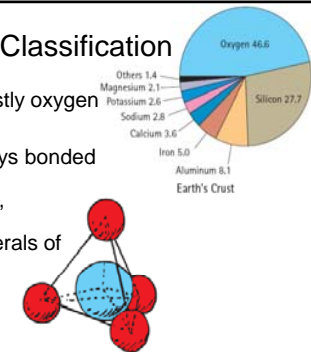 Classification
stly oxygen
ys bonded
,
erals of
Oxygen 46.6
Others 1.4
Magnesium 2.1
Potassium 2.6
Sodium 2.8
Calcium 3.6
Iron 5.0
Aluminum 8.1
Silicon 27.7
Earth's Crust